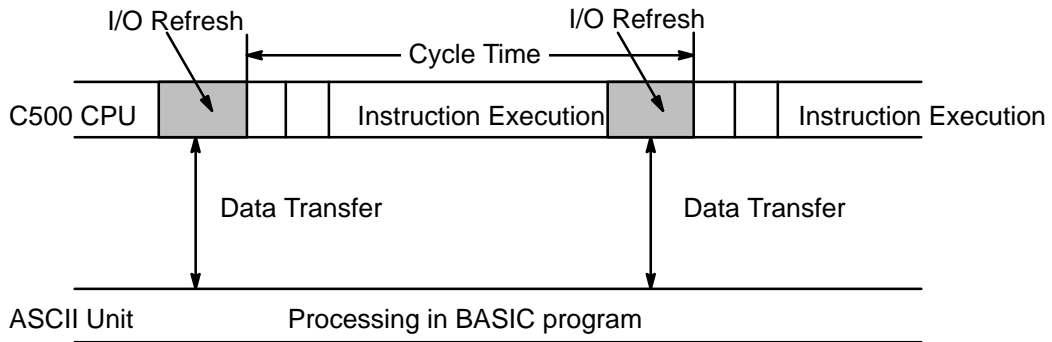 I/O Refresh
I/O Refresh
Cycle Time
C500 CPU
Instruction Execution
Instruction Execution
Data Transfer
Data Transfer
ASCII Unit
Processing in BASIC program